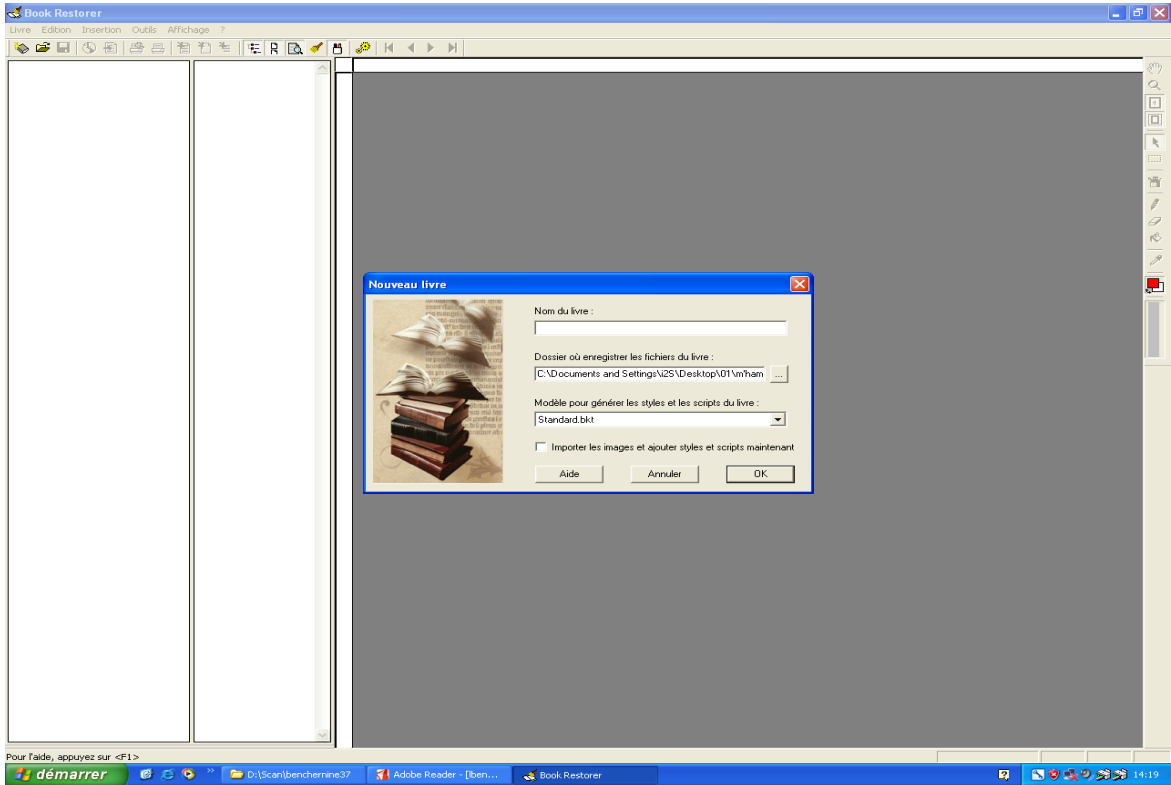 Book Restorer
Livre Edition Insertion Outils Affichage ?
R
Nouveau livre
Nom du livre :
Dossier où enregistrer les fichiers du livre :
C:\Documents and Settings\i2S\Desktop\01\m'ham
...
Modèle pour générer les styles et les scripts du livre :
Standard.bkt
Importer les images et ajouter styles et scripts maintenant
Aide Annuler OK
Pour l'aide, appuyez sur <F1>
démarrer » D:\Scan\benchernine37 Adobe Reader - [Iben... Book Restorer ? 14:19